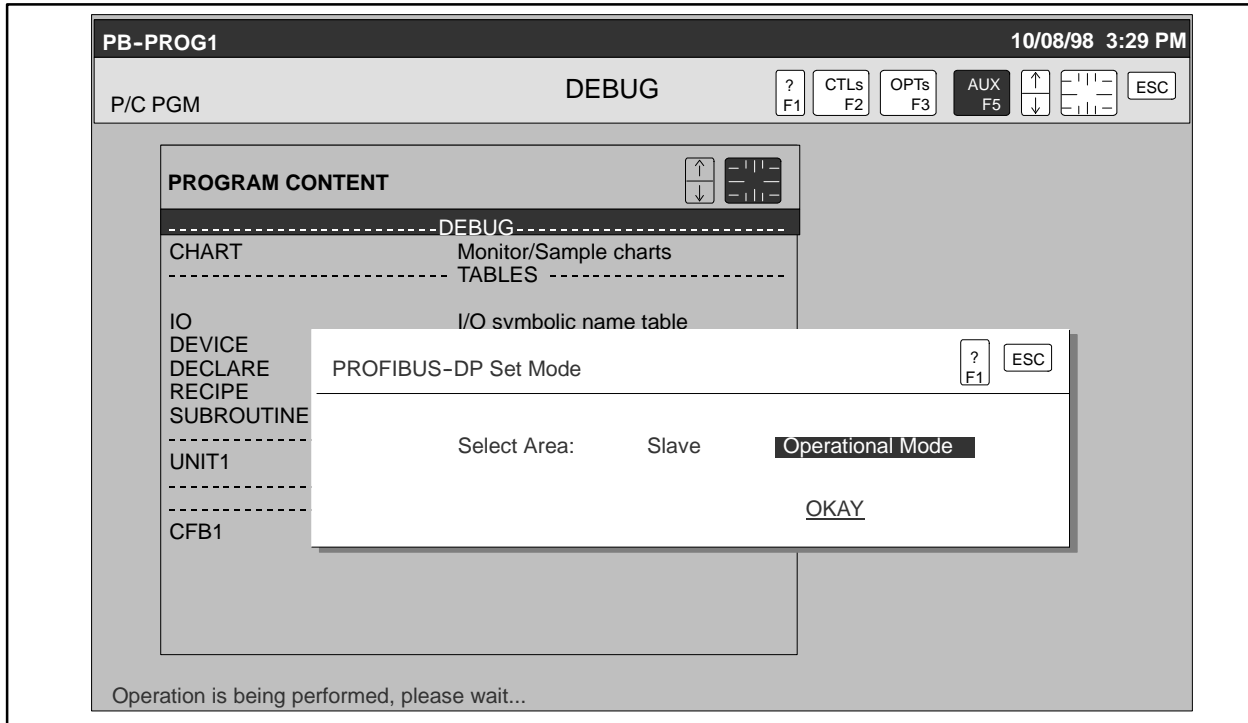 PB-PROG1 10/08/98 3:29 PM
P/C PGM DEBUG ? F1 CTLs F2 OPTs F3 AUX F5 ↑ ↓ ESC
PROGRAM CONTENT ↑ ↓
--------------------------DEBUG--------------------------
CHART Monitor/Sample charts
--------------------------- TABLES -----------------------
IO I/O symbolic name table
DEVICE
DECLARE
RECIPE
SUBROUTINE
UNIT1
CFB1
PROFIBUS-DP Set Mode ? F1 ESC
Select Area: Slave Operational Mode
OKAY
Operation is being performed, please wait...